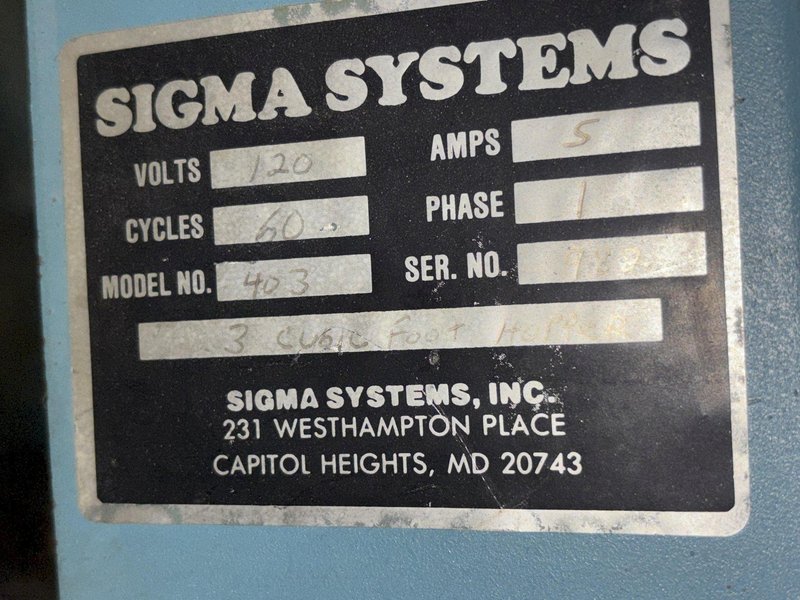 SIGMA SYSTEMS
VOLTS 120 AMPS 5
CYCLES 60 PHASE 1
MODEL NO. 403 SER. NO.
3 CUBIC FOOT HOPPER
SIGMA SYSTEMS, INC.
231 WESTHAMPTON PLACE
CAPITOL HEIGHTS, MD 20743